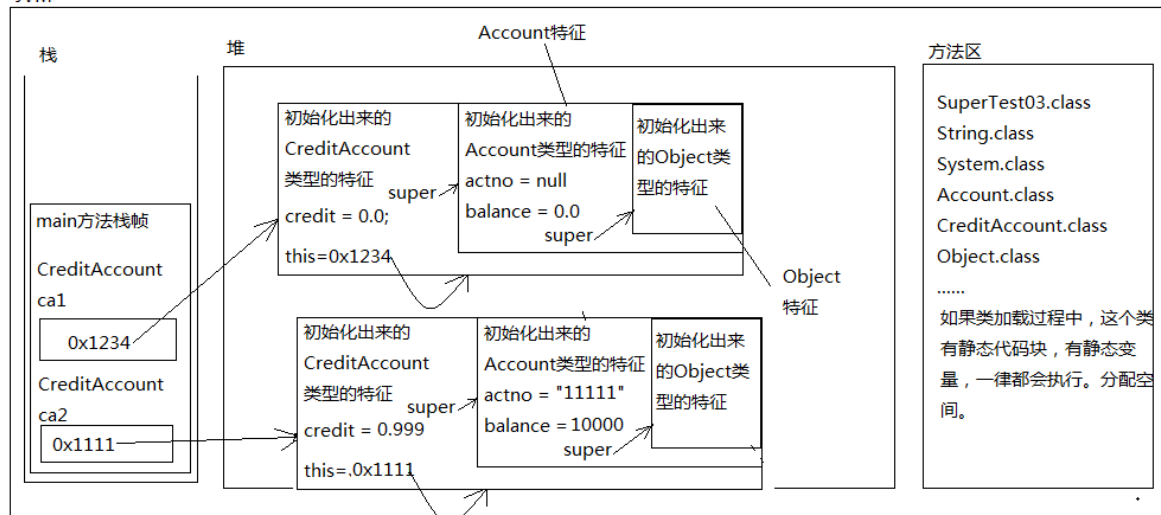 栈
main方法栈帧
CreditAccount
ca1
0x1234
CreditAccount
ca2
0x1111
堆
Account特征
初始化出来的
CreditAccount
类型的特征
credit = 0.0;
this=0x1234
super
初始化出来的
Account类型的特征
actno = null
balance = 0.0
super
初始化出来
的Object类
型的特征
Object
特征
初始化出来的
CreditAccount
类型的特征
credit = 0.999
this=.0x1111
super
初始化出来的
Account类型的特征
actno = "11111"
balance = 10000
super
初始化出来
的Object类
型的特征
方法区
SuperTest03.class
String.class
System.class
Account.class
CreditAccount.class
Object.class
......
如果类加载过程中，这个类
有静态代码块，有静态变
量，一律都会执行。分配空
间。